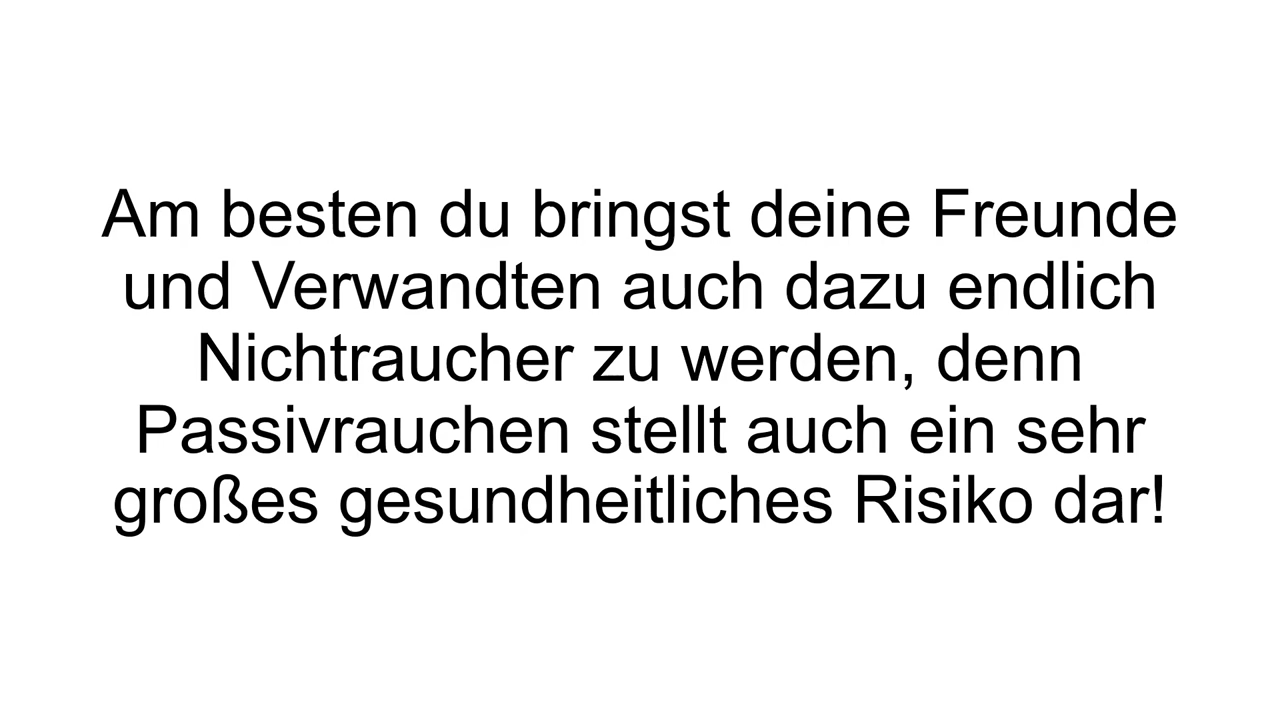 Am besten du bringst deine Freunde
und Verwandten auch dazu endlich
Nichtraucher zu werden, denn
Passivrauchen stellt auch ein sehr
großes gesundheitliches Risiko dar!